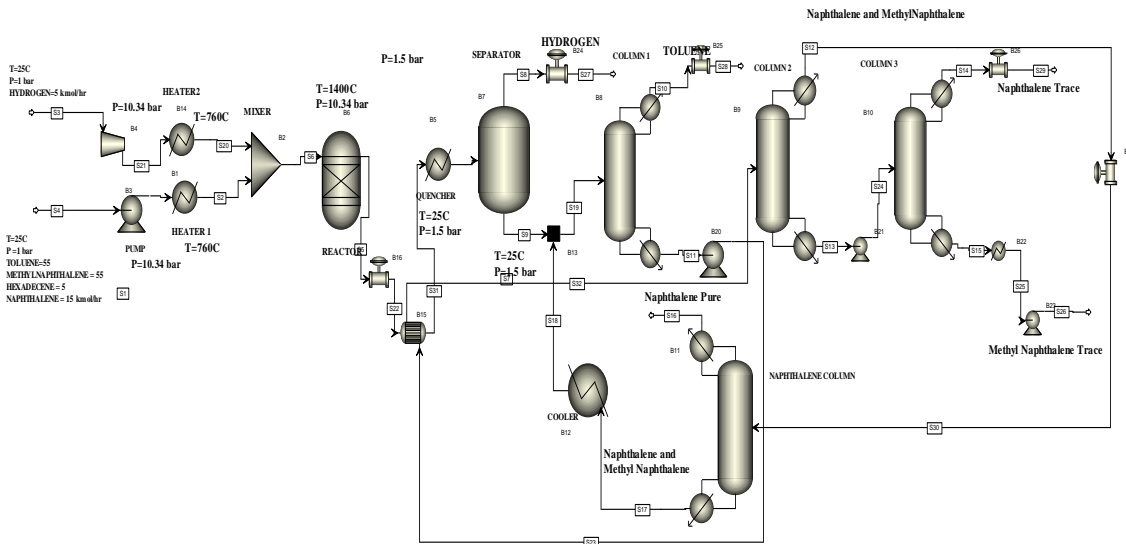 Naphthalene and MethylNaphthalene
S12
T=25C
P=1 bar
HYDROGEN=5 kmol/hr
S3
P=10.34 bar
B4
S21
HEATER2
B14
T=760C
S20
MIXER
B2
S6
T=1400C
P=10.34 bar
B6
P=1.5 bar
SEPARATOR
B7
S8
HYDROGEN
B24
S27
COLUMN 1
B8
TOLUENE
B25
S10
S28
COLUMN 2
B9
COLUMN 3
B10
S14
B26
S29
Naphthalene Trace
B5
QUENCHER
T=25C
P=1.5 bar
S4
B3
PUMP
P=10.34 bar
B1
S2
HEATER 1
T=760C
REACTOR
B16
S22
B15
S31
S9
B13
S19
T=25C
P=1.5 bar
S7
S32
S11
B20
S13
B21
S24
S15
B22
S25
S26
Methyl Naphthalene Trace
T=25C
P=1 bar
TOLUENE=55
METHYLNAPHTHALENE = 55
HEXADECENE = 5
NAPHTHALENE = 15 kmol/hr
S1
S18
Naphthalene Pure
S16
B11
NAPHTHALENE COLUMN
COOLER
B12
Naphthalene and
Methyl Naphthalene
S17
S30
S23